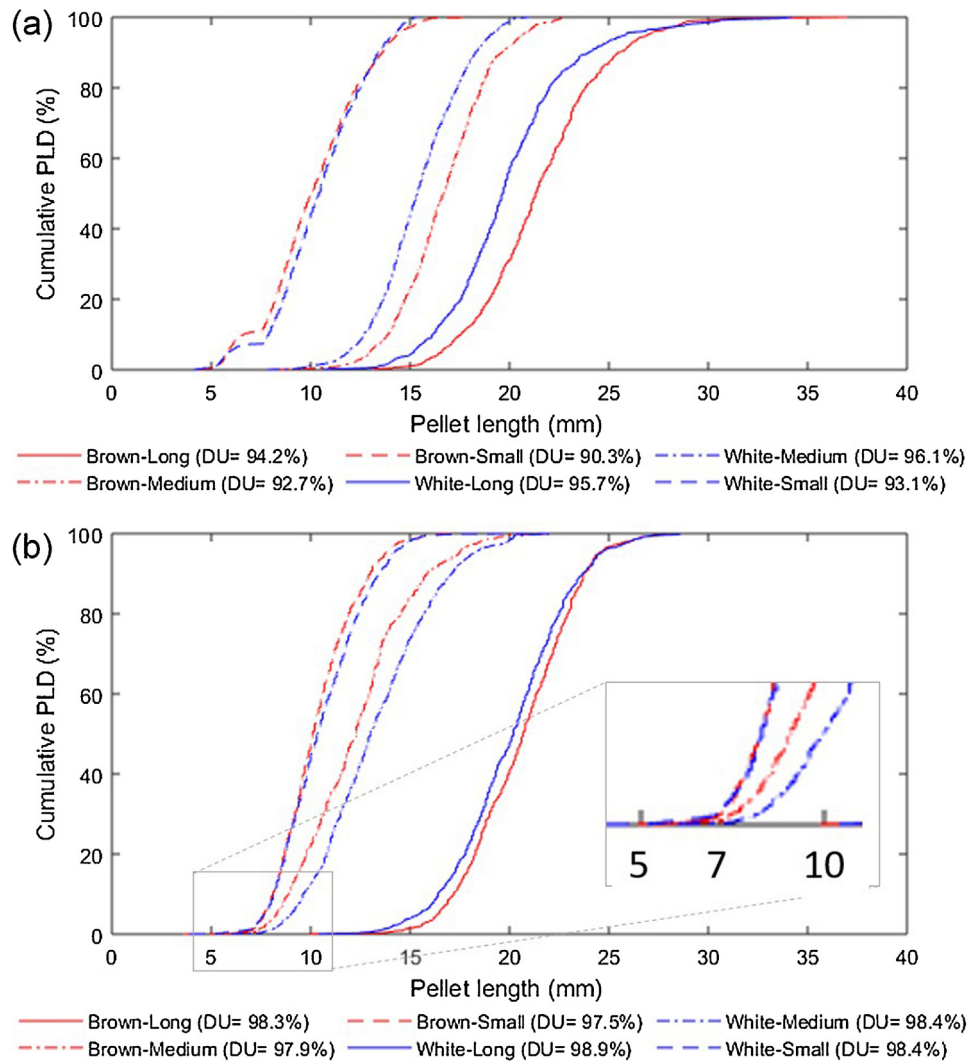 (a)
100
80
60
40
20
0
Cumulative PLD (%)
0 5 10 15 20 25 30 35 40
Pellet length (mm)
Brown-Long (DU= 94.2%) Brown-Small (DU= 90.3%) White-Medium (DU= 96.1%)
Brown-Medium (DU= 92.7%) White-Long (DU= 95.7%) White-Small (DU= 93.1%)
(b)
100
80
60
40
20
0
Cumulative PLD (%)
5 7 10
0 5 10 15 20 25 30 35 40
Pellet length (mm)
Brown-Long (DU= 98.3%) Brown-Small (DU= 97.5%) White-Medium (DU= 98.4%)
Brown-Medium (DU= 97.9%) White-Long (DU= 98.9%) White-Small (DU= 98.4%)